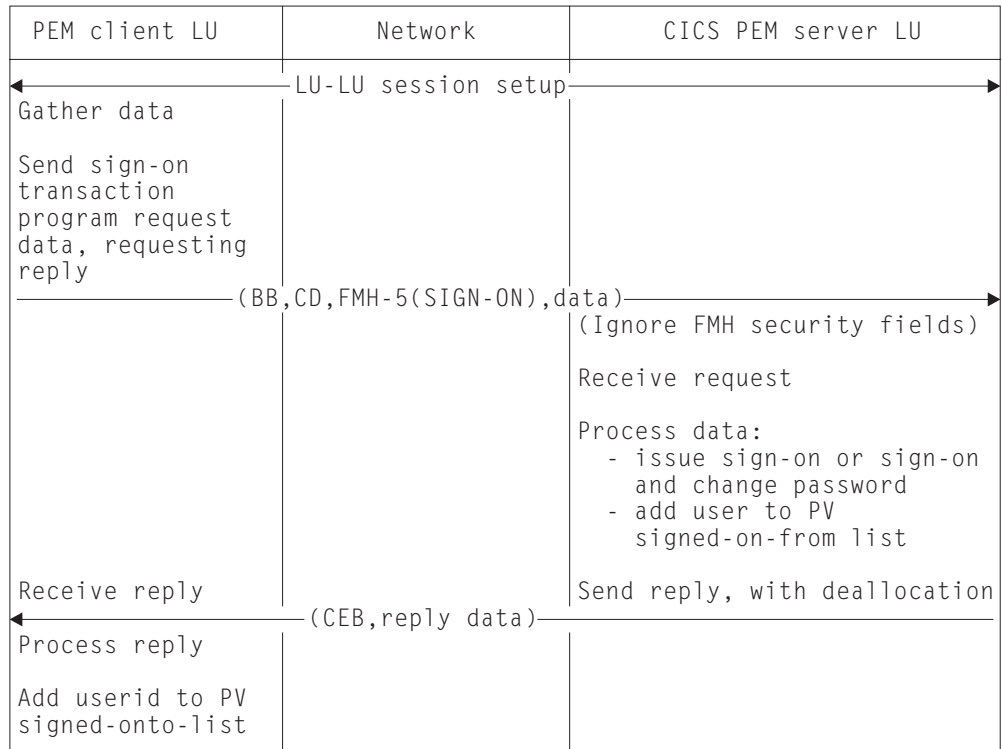 PEM client LU
Network
CICS PEM server LU
LU-LU session setup
Gather data
Send sign-on
transaction
program request
data, requesting
reply
(BB,CD,FMH-5(SIGN-ON),data)
(Ignore FMH security fields)
Receive request
Process data:
- issue sign-on or sign-on
and change password
- add user to PV
signed-on-from list
Receive reply
Send reply, with deallocation
(CEB,reply data)
Process reply
Add userid to PV
signed-onto-list